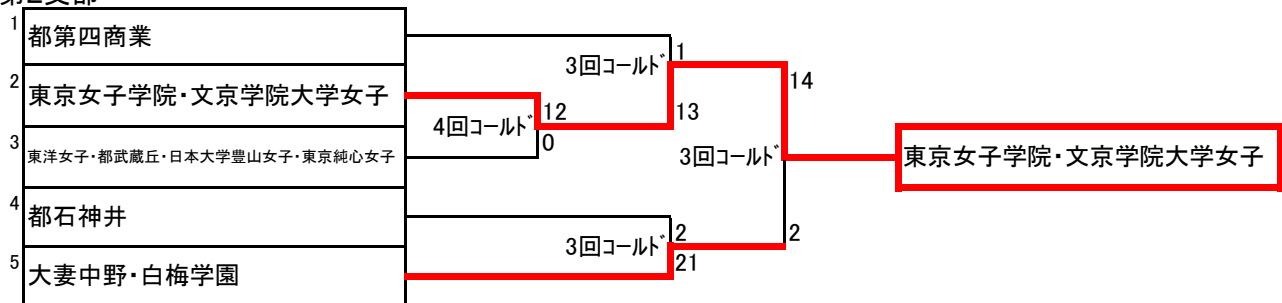 第2支部
1
都第四商業
2
東京女子学院・文京学院大学女子
3
東洋女子・都武蔵丘・日本大学豊山女子・東京純心女子
4
都石神井
5
大妻中野・白梅学園
3回コールド
1
13
4回コールド
12
0
3回コールド
14
2
3回コールド
2
21
東京女子学院・文京学院大学女子